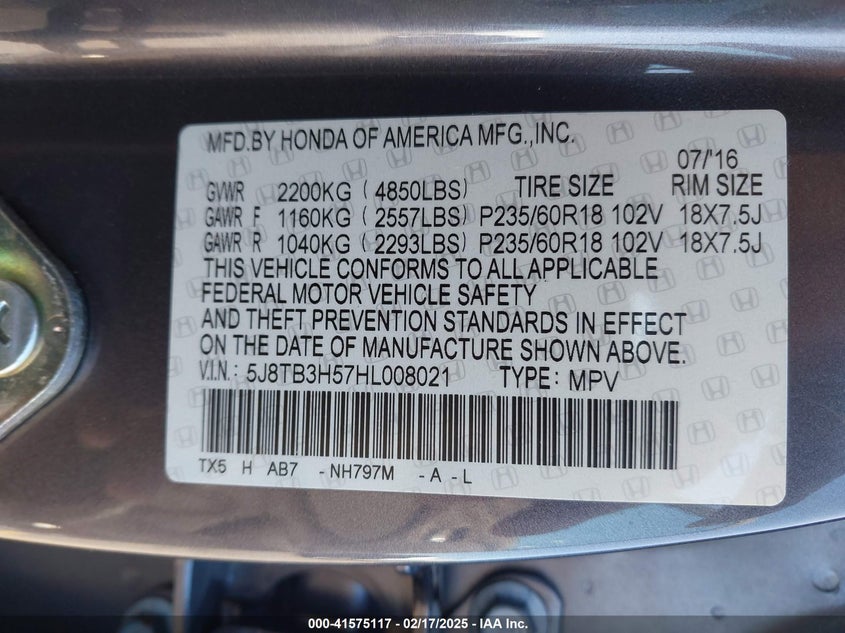 MFD.BY HONDA OF AMERICA MFG.,INC.
07/'16
GVWR 2200KG ( 4850LBS) TIRE SIZE RIM SIZE
GAWR F 1160KG ( 2557LBS) P235/60R18 102V 18X7.5J
GAWR R 1040KG ( 2293LBS) P235/60R18 102V 18X7.5J
THIS VEHICLE CONFORMS TO ALL APPLICABLE
FEDERAL MOTOR VEHICLE SAFETY
AND THEFT PREVENTION STANDARDS IN EFFECT
ON THE DATE OF MANUFACTURE SHOWN ABOVE.
V.I.N.: 5J8TB3H57HL008021 TYPE: MPV
TX5 H AB7 -NH797M -A-L
000-41575117 - 02/17/2025 - IAA Inc.